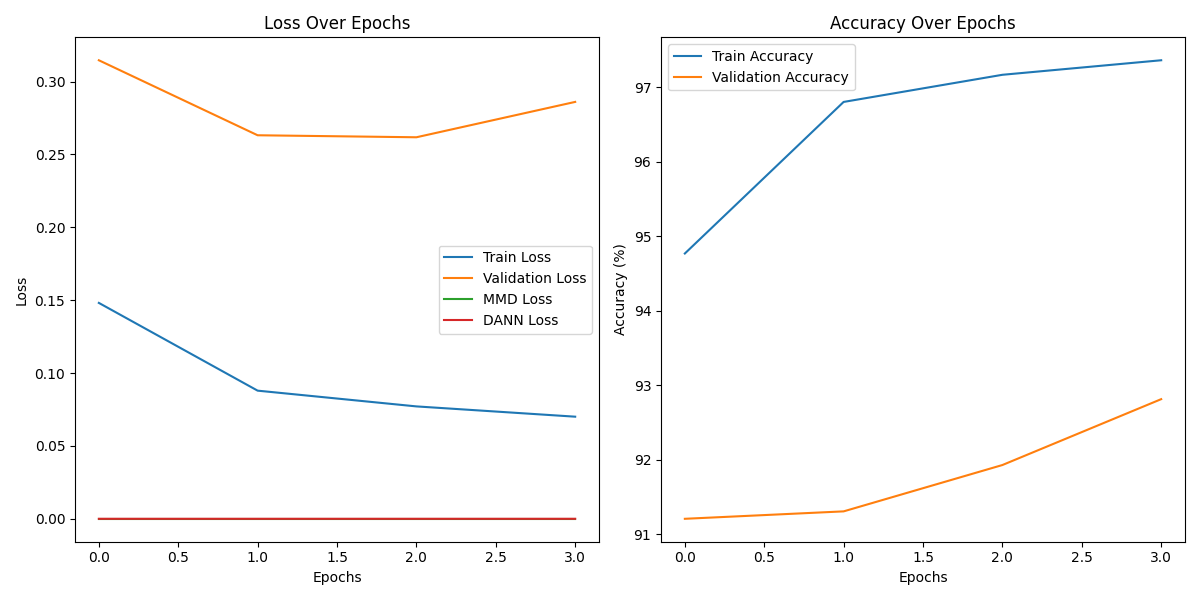 Loss Over Epochs
0.30
0.25
0.20
0.15
0.10
0.05
0.00
Loss
Train Loss
Validation Loss
MMD Loss
DANN Loss
0.0 0.5 1.0 1.5 2.0 2.5 3.0
Epochs
Accuracy Over Epochs
Train Accuracy
Validation Accuracy
97
96
95
94
93
92
91
Accuracy (%)
0.0 0.5 1.0 1.5 2.0 2.5 3.0
Epochs